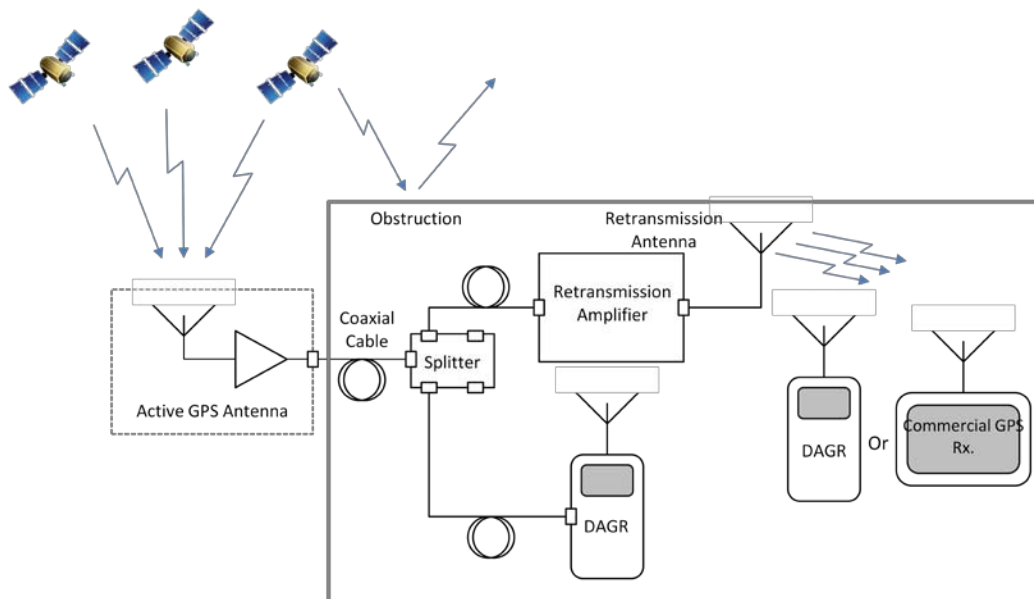 Obstruction
Retransmission
Antenna
Retransmission
Amplifier
Coaxial
Cable
Splitter
Active GPS Antenna
DAGR
DAGR
Or
Commercial GPS
Rx.